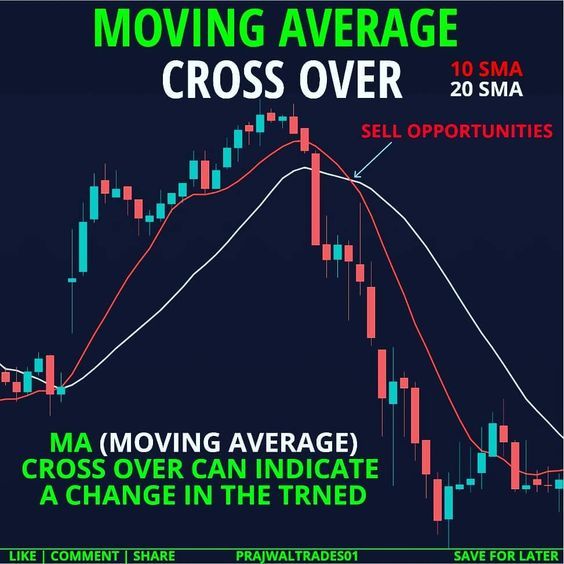 MOVING AVERAGE
CROSS OVER
10 SMA
20 SMA
SELL OPPORTUNITIES
MA (MOVING AVERAGE)
CROSS OVER CAN INDICATE
A CHANGE IN THE TRNED
LIKE | COMMENT | SHARE PRAJWALTRADES01 SAVE FOR LATER